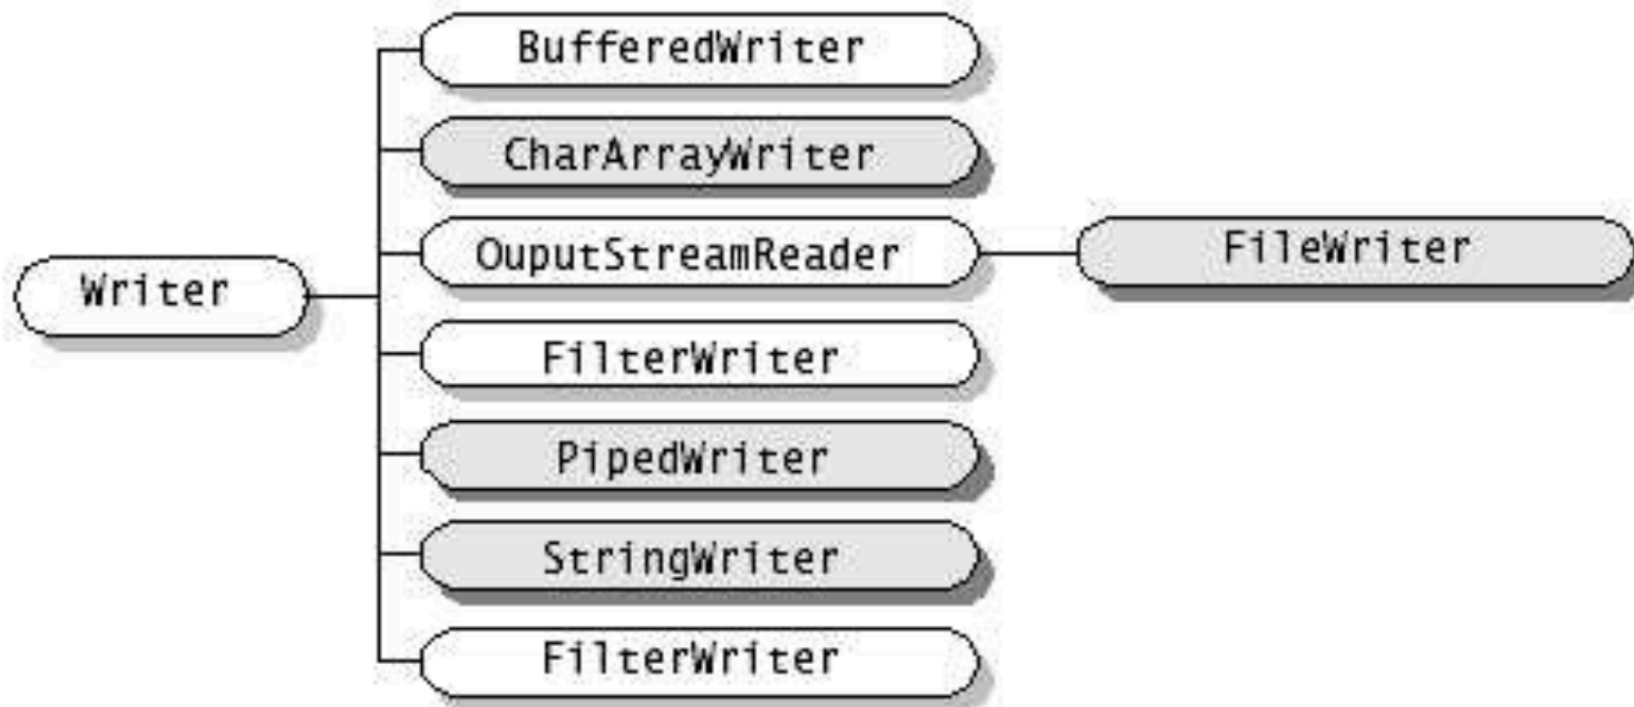 BufferedWriter
CharArrayWriter
OuputStreamReader
FileWriter
Writer
FilterWriter
PipedWriter
StringWriter
FilterWriter